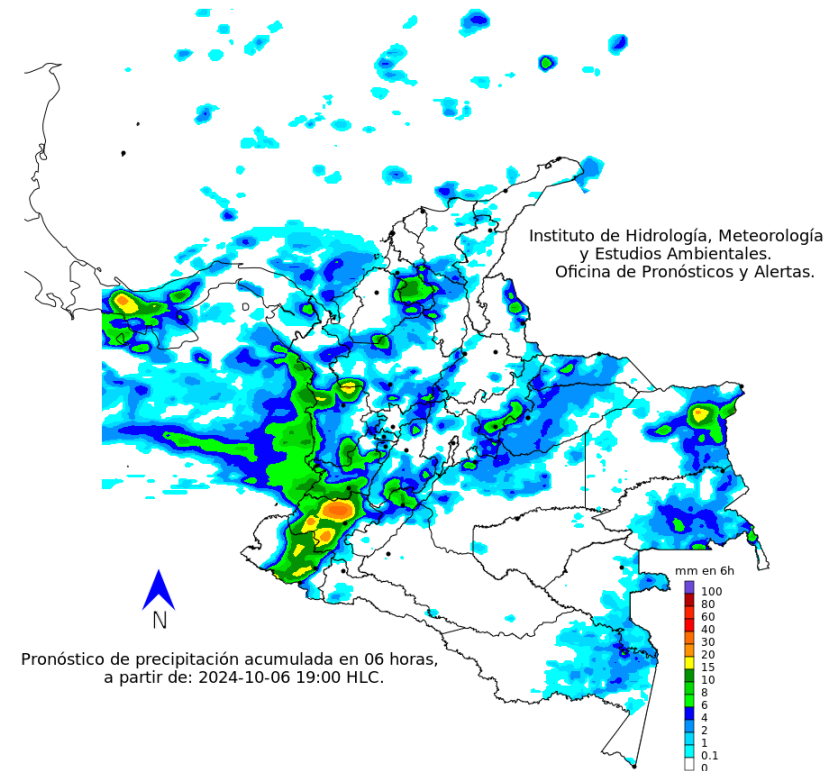 Instituto de Hidrología, Meteorología
y Estudios Ambientales.
Oficina de Pronósticos y Alertas.
N
Pronóstico de precipitación acumulada en 06 horas,
a partir de: 2024-10-06 19:00 HLC.
mm en 6h
100
80
60
40
30
20
15
10
8
6
4
2
1
0.1
0